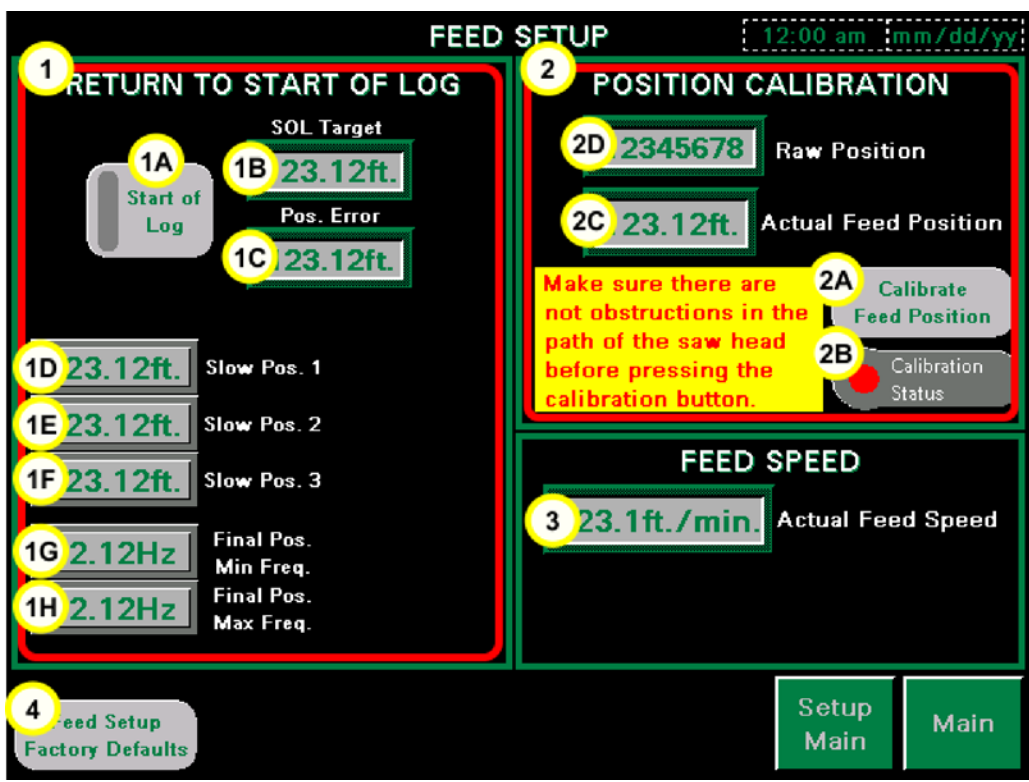 FEED SETUP
12:00 am mm/dd/yy
1
RETURN TO START OF LOG
1A
Start of
Log
SOL Target
1B
23.12ft.
Pos. Error
1C
23.12ft.
1D
23.12ft.
Slow Pos. 1
1E
23.12ft.
Slow Pos. 2
1F
23.12ft.
Slow Pos. 3
1G
2.12Hz
Final Pos.
Min Freq.
1H
2.12Hz
Final Pos.
Max Freq.
2
POSITION CALIBRATION
2D
2345678
Raw Position
2C
23.12ft.
Actual Feed Position
Make sure there are
not obstructions in the
path of the saw head
before pressing the
calibration button.
2A
Calibrate
Feed Position
2B
Calibration
Status
FEED SPEED
3
23.1ft./min.
Actual Feed Speed
4
eed Setup
Factory Defaults
Setup
Main
Main